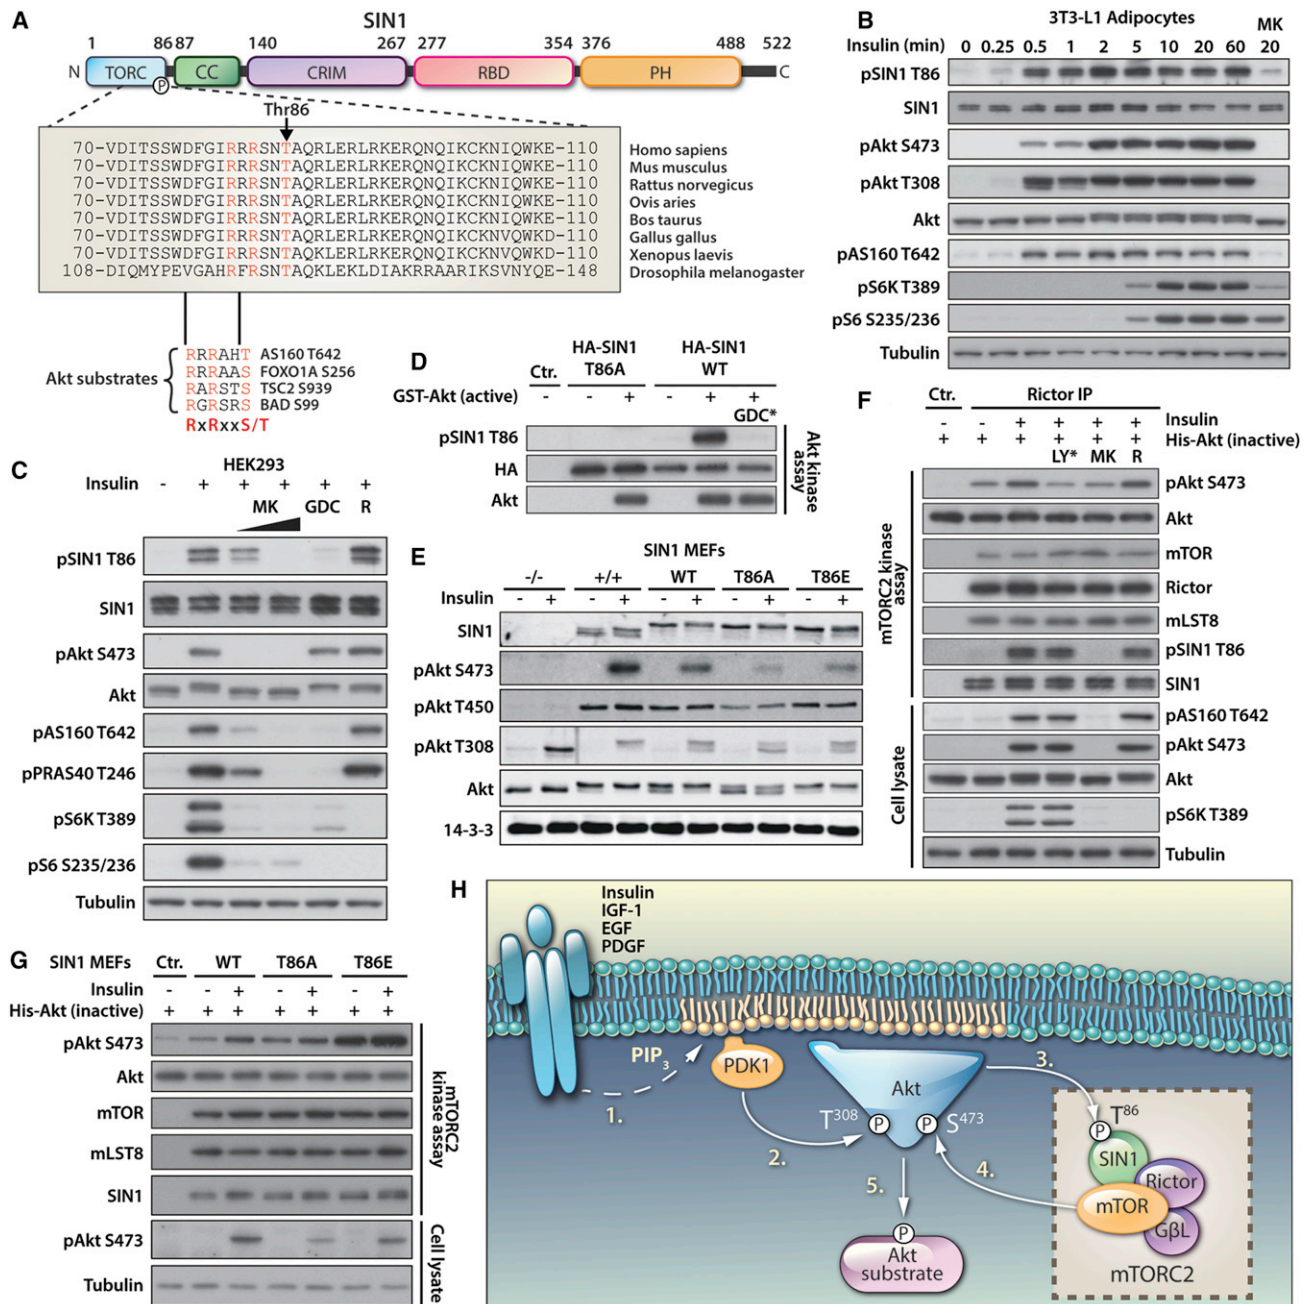 A
SIN1
1 86 87 140 267 277 354 376 488 522
N TORC CC CRIM RBD PH C
P
Thr86
70-VDITSSWDFGIRRRSNTAQRLERLRKERQNQIKCKNIQWKE-110 Homo sapiens
70-VDITSSWDFGIRRRSNTAQRLERLRKERQNQIKCKNIQWKE-110 Mus musculus
70-VDITSSWDFGIRRRSNTAQRLERLRKERQNQIKCKNIQWKE-110 Rattus norvegicus
70-VDITSSWDFGIRRRSNTAQRLERLRKERQNQIKCKNIQWKE-110 Ovis aries
70-VDITSSWDFGIRRRSNTAQRLERLRKERQNQIKCKNIQWKE-110 Bos taurus
70-VDITSSWDFGIRRRSNTAQRLERLRKERQNQIKCKNVQWKE-110 Gallus gallus
70-VDITSSWDFGIRRRSNTAQRLERLRKERQNQIKCKNVQWKD-110 Xenopus laevis
108-DIQMYPEVGAHRFRSNTAQKLEKLDIAKRRAARIKSVNYQE-148 Drosophila melanogaster
Akt substrates
RRRAHT AS160 T642
RRRAAS FOXO1A S256
RARSTS TSC2 S939
RGRSRS BAD S99
RxRxxS/T
B
3T3-L1 Adipocytes MK
Insulin (min) 0 0.25 0.5 1 2 5 10 20 60 20
pSIN1 T86
SIN1
pAkt S473
pAkt T308
Akt
pAS160 T642
pS6K T389
pS6 S235/236
Tubulin
C
HEK293
Insulin - + + + + +
MK GDC R
pSIN1 T86
SIN1
pAkt S473
Akt
pAS160 T642
pPRAS40 T246
pS6K T389
pS6 S235/236
Tubulin
D
HA-SIN1 HA-SIN1
Ctr. T86A WT
GST-Akt (active) - - + - + +
GDC*
pSIN1 T86
HA
Akt
Akt kinase assay
E
SIN1 MEFs
-/- +/+ WT T86A T86E
Insulin - + - + - + - + - +
SIN1
pAkt S473
pAkt T450
pAkt T308
Akt
14-3-3
F
Ctr. Rictor IP
+ + + + Insulin
+ + + + + + His-Akt (inactive)
LY* MK R
pAkt S473
Akt
mTOR
Rictor
mLST8
pSIN1 T86
SIN1
mTORC2 kinase assay
pAS160 T642
pAkt S473
Akt
pS6K T389
Tubulin
Cell lysate
G
SIN1 MEFs Ctr. WT T86A T86E
Insulin - + - + - +
His-Akt (inactive) + + + + + + +
pAkt S473
Akt
mTOR
mLST8
SIN1
mTORC2 kinase assay
pAkt S473
Tubulin
Cell lysate
H
Insulin
IGF-1
EGF
PDGF
PIP3
1.
PDK1
2.
Akt
T308
P
P
S473
3.
T86
P
SIN1
Rictor
mTOR
GβL
mTORC2
4.
5.
P
Akt
substrate